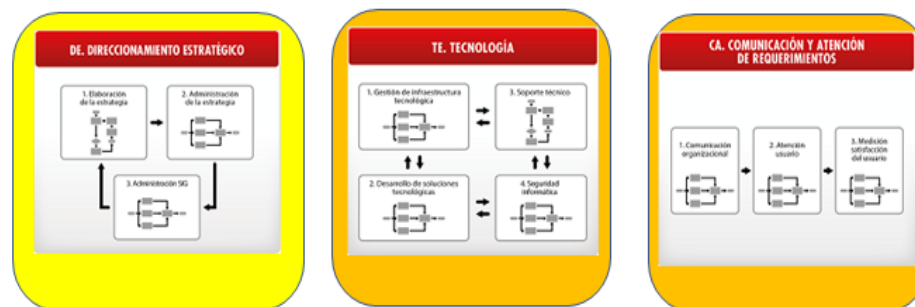 DE. DIRECCIONAMIENTO ESTRATÉGICO
1. Elaboración
de la estrategia
2. Administración
de la estrategia
3. Administración SIG
TE. TECNOLOGÍA
1. Gestión de infraestructura
tecnológica
3. Soporte técnico
2. Desarrollo de soluciones
tecnológicas
4. Seguridad
informática
CA. COMUNICACIÓN Y ATENCIÓN
DE REQUERIMIENTOS
1. Comunicación
organizacional
2. Atención
usuario
3. Medición
satisfacción
del usuario